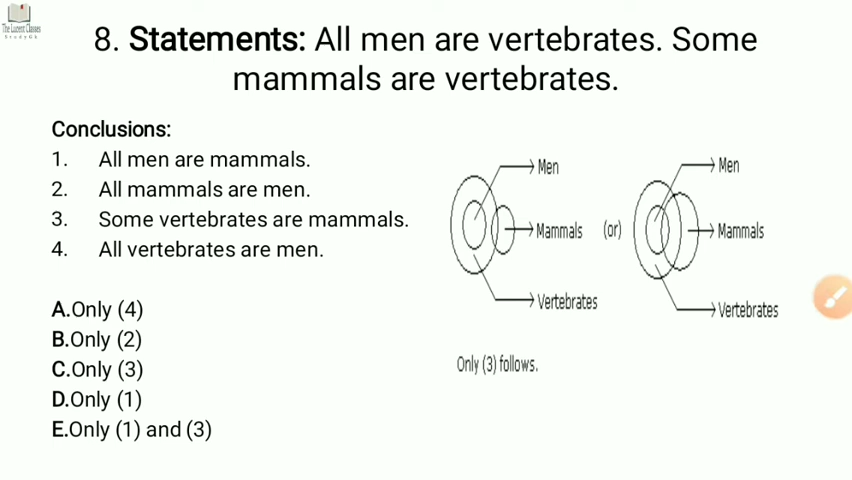 The Lucent Classes
StudyGk
8. Statements: All men are vertebrates. Some
mammals are vertebrates.
Conclusions:
1. All men are mammals.
2. All mammals are men.
3. Some vertebrates are mammals.
4. All vertebrates are men.
A.Only (4)
B.Only (2)
C.Only (3)
D.Only (1)
E.Only (1) and (3)
Men
Mammals
Vertebrates
(or)
Men
Mammals
Vertebrates
Only (3) follows.